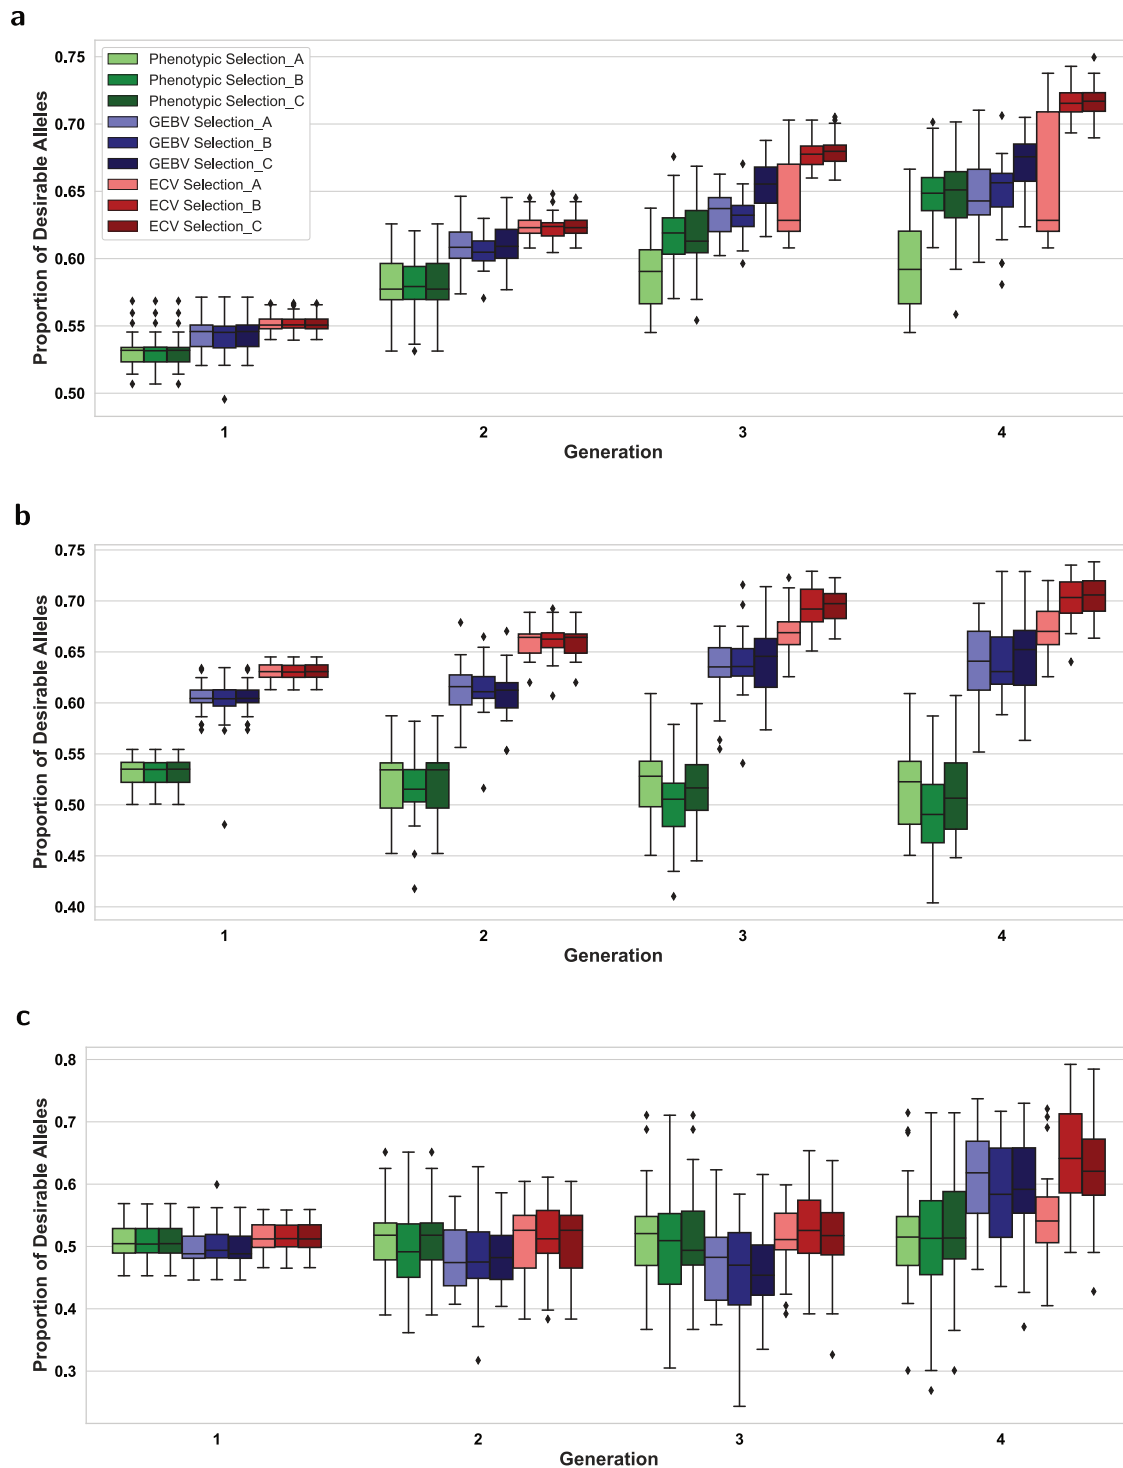 a
Proportion of Desirable Alleles
0.75
0.70
0.65
0.60
0.55
0.50
Phenotypic Selection_A
Phenotypic Selection_B
Phenotypic Selection_C
GEBV Selection_A
GEBV Selection_B
GEBV Selection_C
ECV Selection_A
ECV Selection_B
ECV Selection_C
1 2 3 4
Generation
b
Proportion of Desirable Alleles
0.75
0.70
0.65
0.60
0.55
0.50
0.45
0.40
1 2 3 4
Generation
c
Proportion of Desirable Alleles
0.8
0.7
0.6
0.5
0.4
0.3
1 2 3 4
Generation